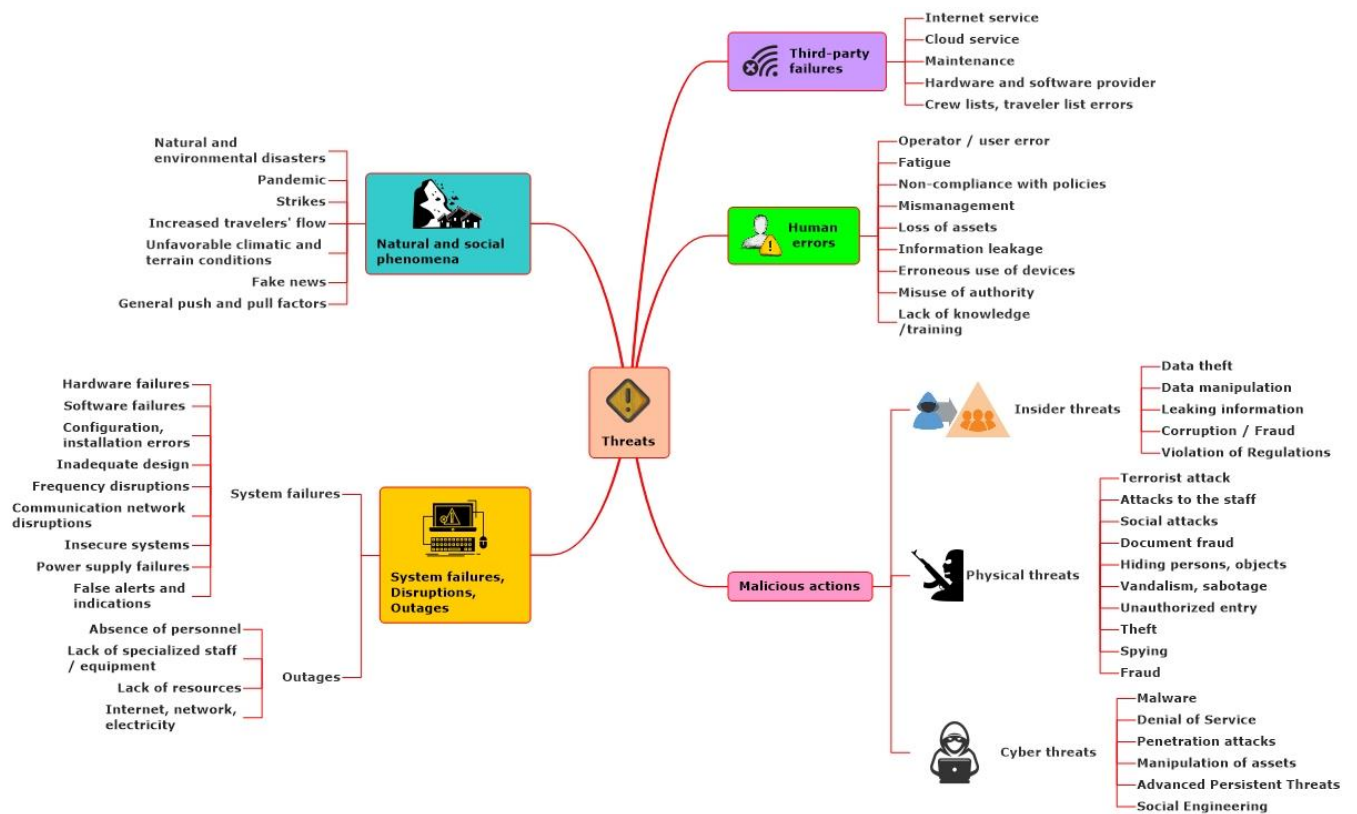 Threats
Third-party
failures
Internet service
Cloud service
Maintenance
Hardware and software provider
Crew lists, traveler list errors
Human
errors
Operator / user error
Fatigue
Non-compliance with policies
Mismanagement
Loss of assets
Information leakage
Erroneous use of devices
Misuse of authority
Lack of knowledge
/training
Malicious actions
Insider threats
Data theft
Data manipulation
Leaking information
Corruption / Fraud
Violation of Regulations
Physical threats
Terrorist attack
Attacks to the staff
Social attacks
Document fraud
Hiding persons, objects
Vandalism, sabotage
Unauthorized entry
Theft
Spying
Fraud
Cyber threats
Malware
Denial of Service
Penetration attacks
Manipulation of assets
Advanced Persistent Threats
Social Engineering
Natural and social
phenomena
Natural and
environmental disasters
Pandemic
Strikes
Increased travelers' flow
Unfavorable climatic and
terrain conditions
Fake news
General push and pull factors
System failures,
Disruptions,
Outages
System failures
Hardware failures
Software failures
Configuration,
installation errors
Inadequate design
Frequency disruptions
Communication network
disruptions
Insecure systems
Power supply failures
False alerts and
indications
Outages
Absence of personnel
Lack of specialized staff
/ equipment
Lack of resources
Internet, network,
electricity